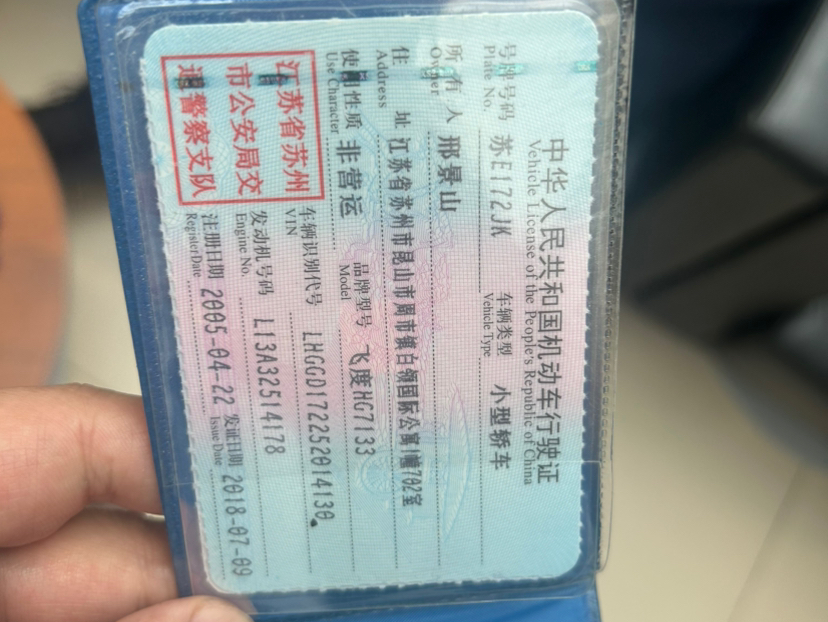 中华人民共和国机动车行驶证
Vehicle License of the People's Republic of China
号牌号码 苏E172JK 车辆类型 小型轿车
Plate No. Vehicle Type
所有人 邢景山
Owner
住址 江苏省苏州市昆山市周市镇白领国际公寓1幢702室
Address
使用性质 非营运 品牌型号 飞度HG7133
Use Character Model
江苏省苏州
市公安局交
通警察支队
车辆识别代号 LHGGD172252014130
VIN
发动机号码 L13A32514178
Engine No.
注册日期 2005-04-22 发证日期 2018-07-09
Register Date Issue Date